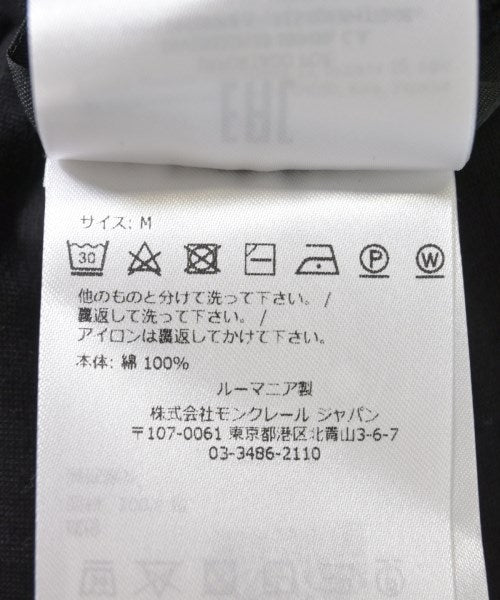 サイズ: M
30 P W
他のものと分けて洗って下さい。/
裏返して洗って下さい。/
アイロンは裏返してかけて下さい。
本体: 綿 100%
ルーマニア製
株式会社モンクレール ジャパン
〒107-0061 東京都港区北青山3-6-7
03-3486-2110